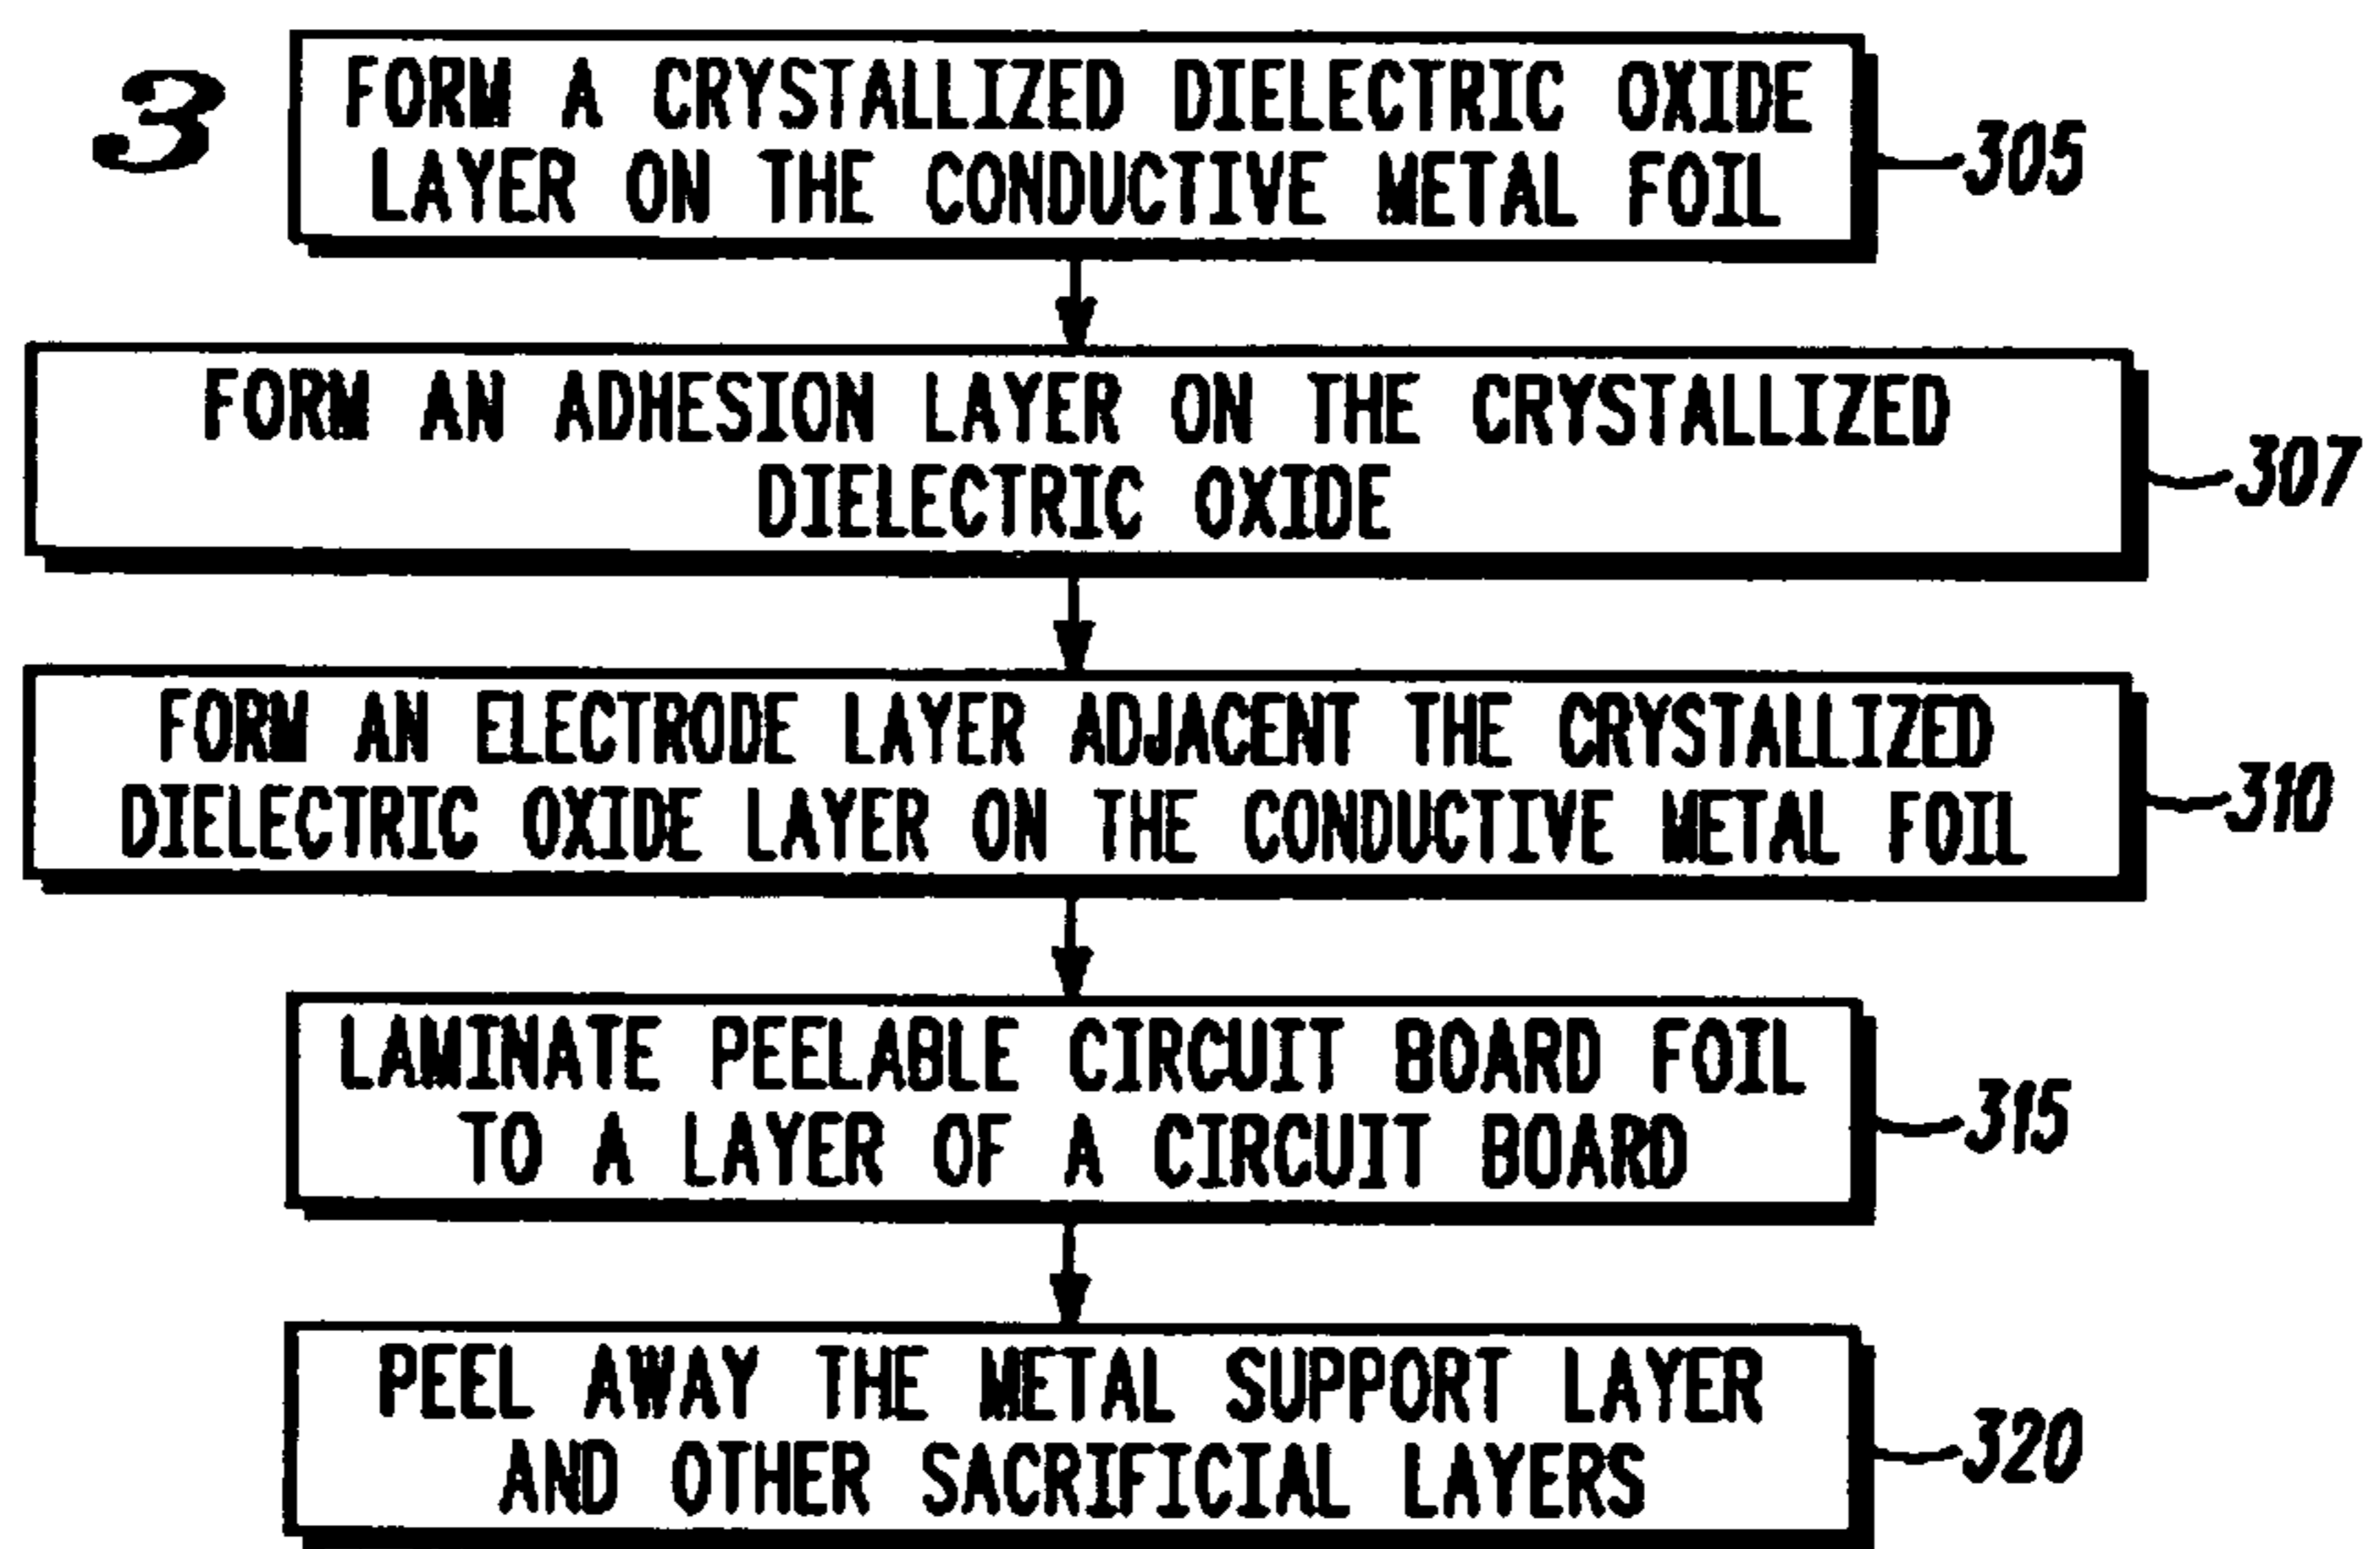 3
FORM A CRYSTALLIZED DIELECTRIC OXIDE
LAYER ON THE CONDUCTIVE METAL FOIL
305
FORM AN ADHESION LAYER ON THE CRYSTALLIZED
DIELECTRIC OXIDE
307
FORM AN ELECTRODE LAYER ADJACENT THE CRYSTALLIZED
DIELECTRIC OXIDE LAYER ON THE CONDUCTIVE METAL FOIL
310
LAMINATE PEELABLE CIRCUIT BOARD FOIL
TO A LAYER OF A CIRCUIT BOARD
315
PEEL AWAY THE METAL SUPPORT LAYER
AND OTHER SACRIFICIAL LAYERS
320